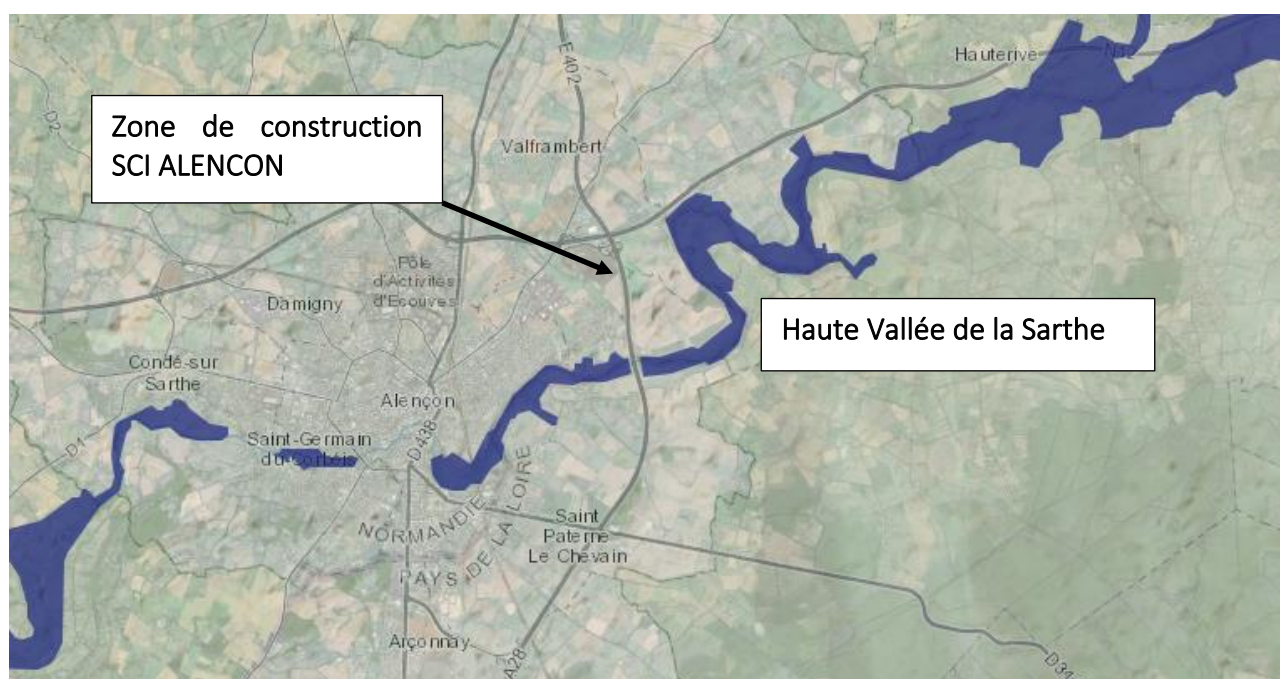 Hauterive
N12
E402
D2
Zone de construction
SCI ALENCON
Valframbert
Pôle
d'Activités
d'Ecouves
Damigny
Haute Vallée de la Sarthe
Condé-sur
Sarthe
Alençon
D1
Saint-Germain
du-Corbéis
D438
NORMANDIE
PAYS DE LA LOIRE
Saint
Paterne
Le Chevain
Arçonnay
A28